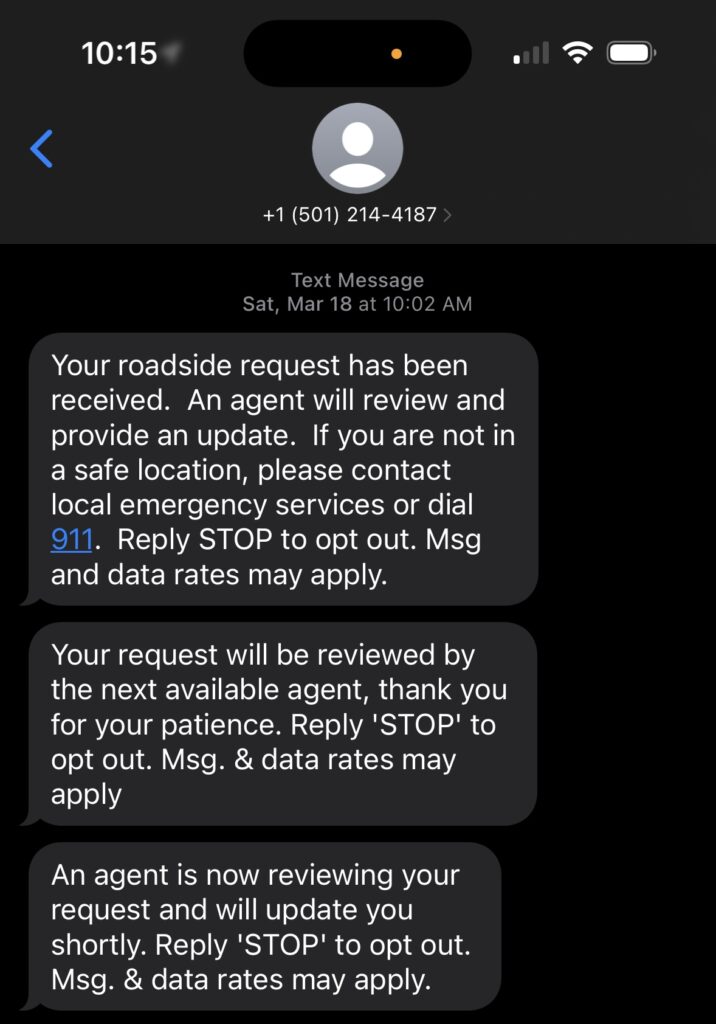 10:15
+1 (501) 214-4187
Text Message
Sat, Mar 18 at 10:02 AM
Your roadside request has been
received.  An agent will review and
provide an update.  If you are not in
a safe location, please contact
local emergency services or dial
911.  Reply STOP to opt out. Msg
and data rates may apply.
Your request will be reviewed by
the next available agent, thank you
for your patience. Reply 'STOP' to
opt out. Msg. & data rates may
apply
An agent is now reviewing your
request and will update you
shortly. Reply 'STOP' to opt out.
Msg. & data rates may apply.